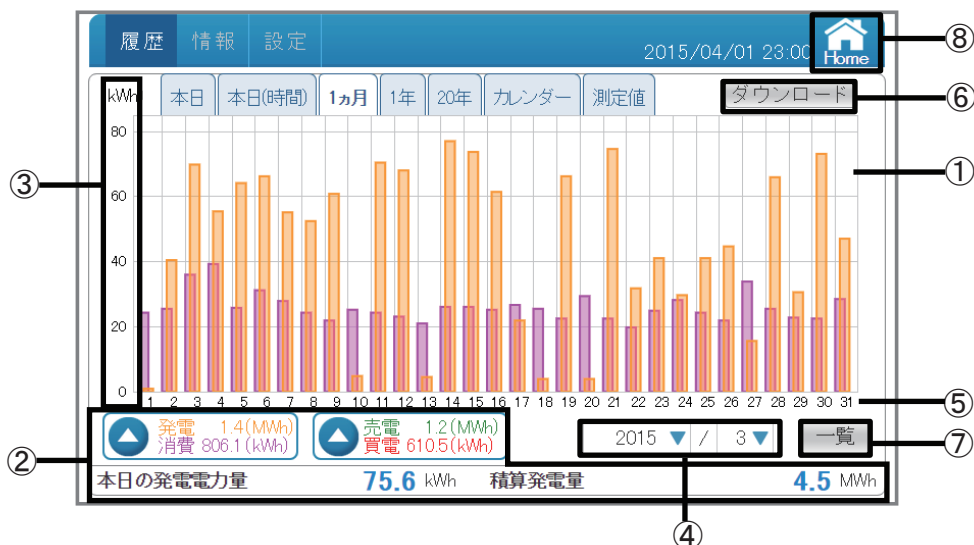 履歴 情報 設定
2015/04/01 23:00
Home
⑧
kWh
本日 本日(時間) 1ヵ月 1年 20年 カレンダー 測定値
ダウンロード
⑥
80
①
③
60
40
20
0
1 2 3 4 5 6 7 8 9 10 11 12 13 14 15 16 17 18 19 20 21 22 23 24 25 26 27 28 29 30 31
⑤
発電 1.4(MWh)
消費 806.1(kWh)
売電 1.2(MWh)
買電 610.5(kWh)
2015 ▼ / 3 ▼
一覧
⑦
②
本日の発電電力量 75.6 kWh 積算発電量 4.5 MWh
④